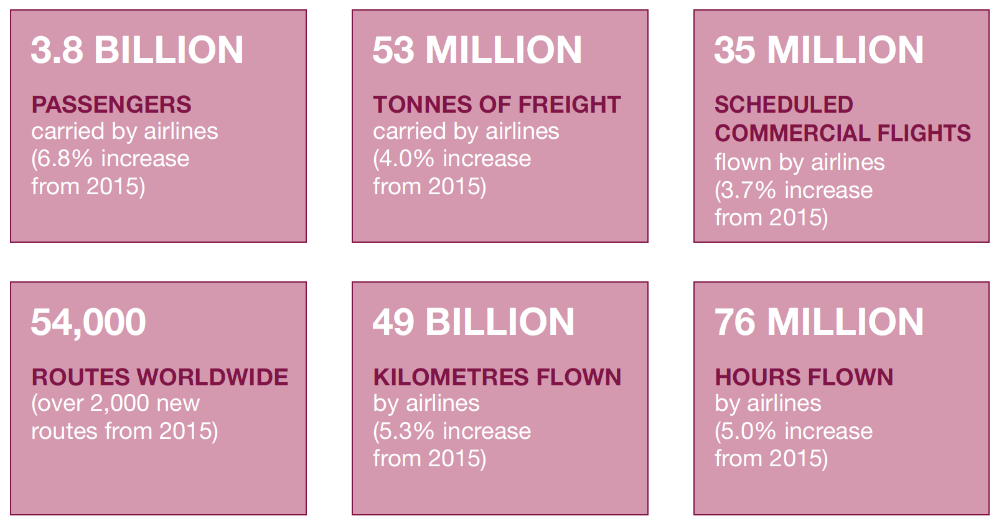 3.8 BILLION
PASSENGERS
carried by airlines
(6.8% increase
from 2015)
53 MILLION
TONNES OF FREIGHT
carried by airlines
(4.0% increase
from 2015)
35 MILLION
SCHEDULED
COMMERCIAL FLIGHTS
flown by airlines
(3.7% increase
from 2015)
54,000
ROUTES WORLDWIDE
(over 2,000 new
routes from 2015)
49 BILLION
KILOMETRES FLOWN
by airlines
(5.3% increase
from 2015)
76 MILLION
HOURS FLOWN
by airlines
(5.0% increase
from 2015)